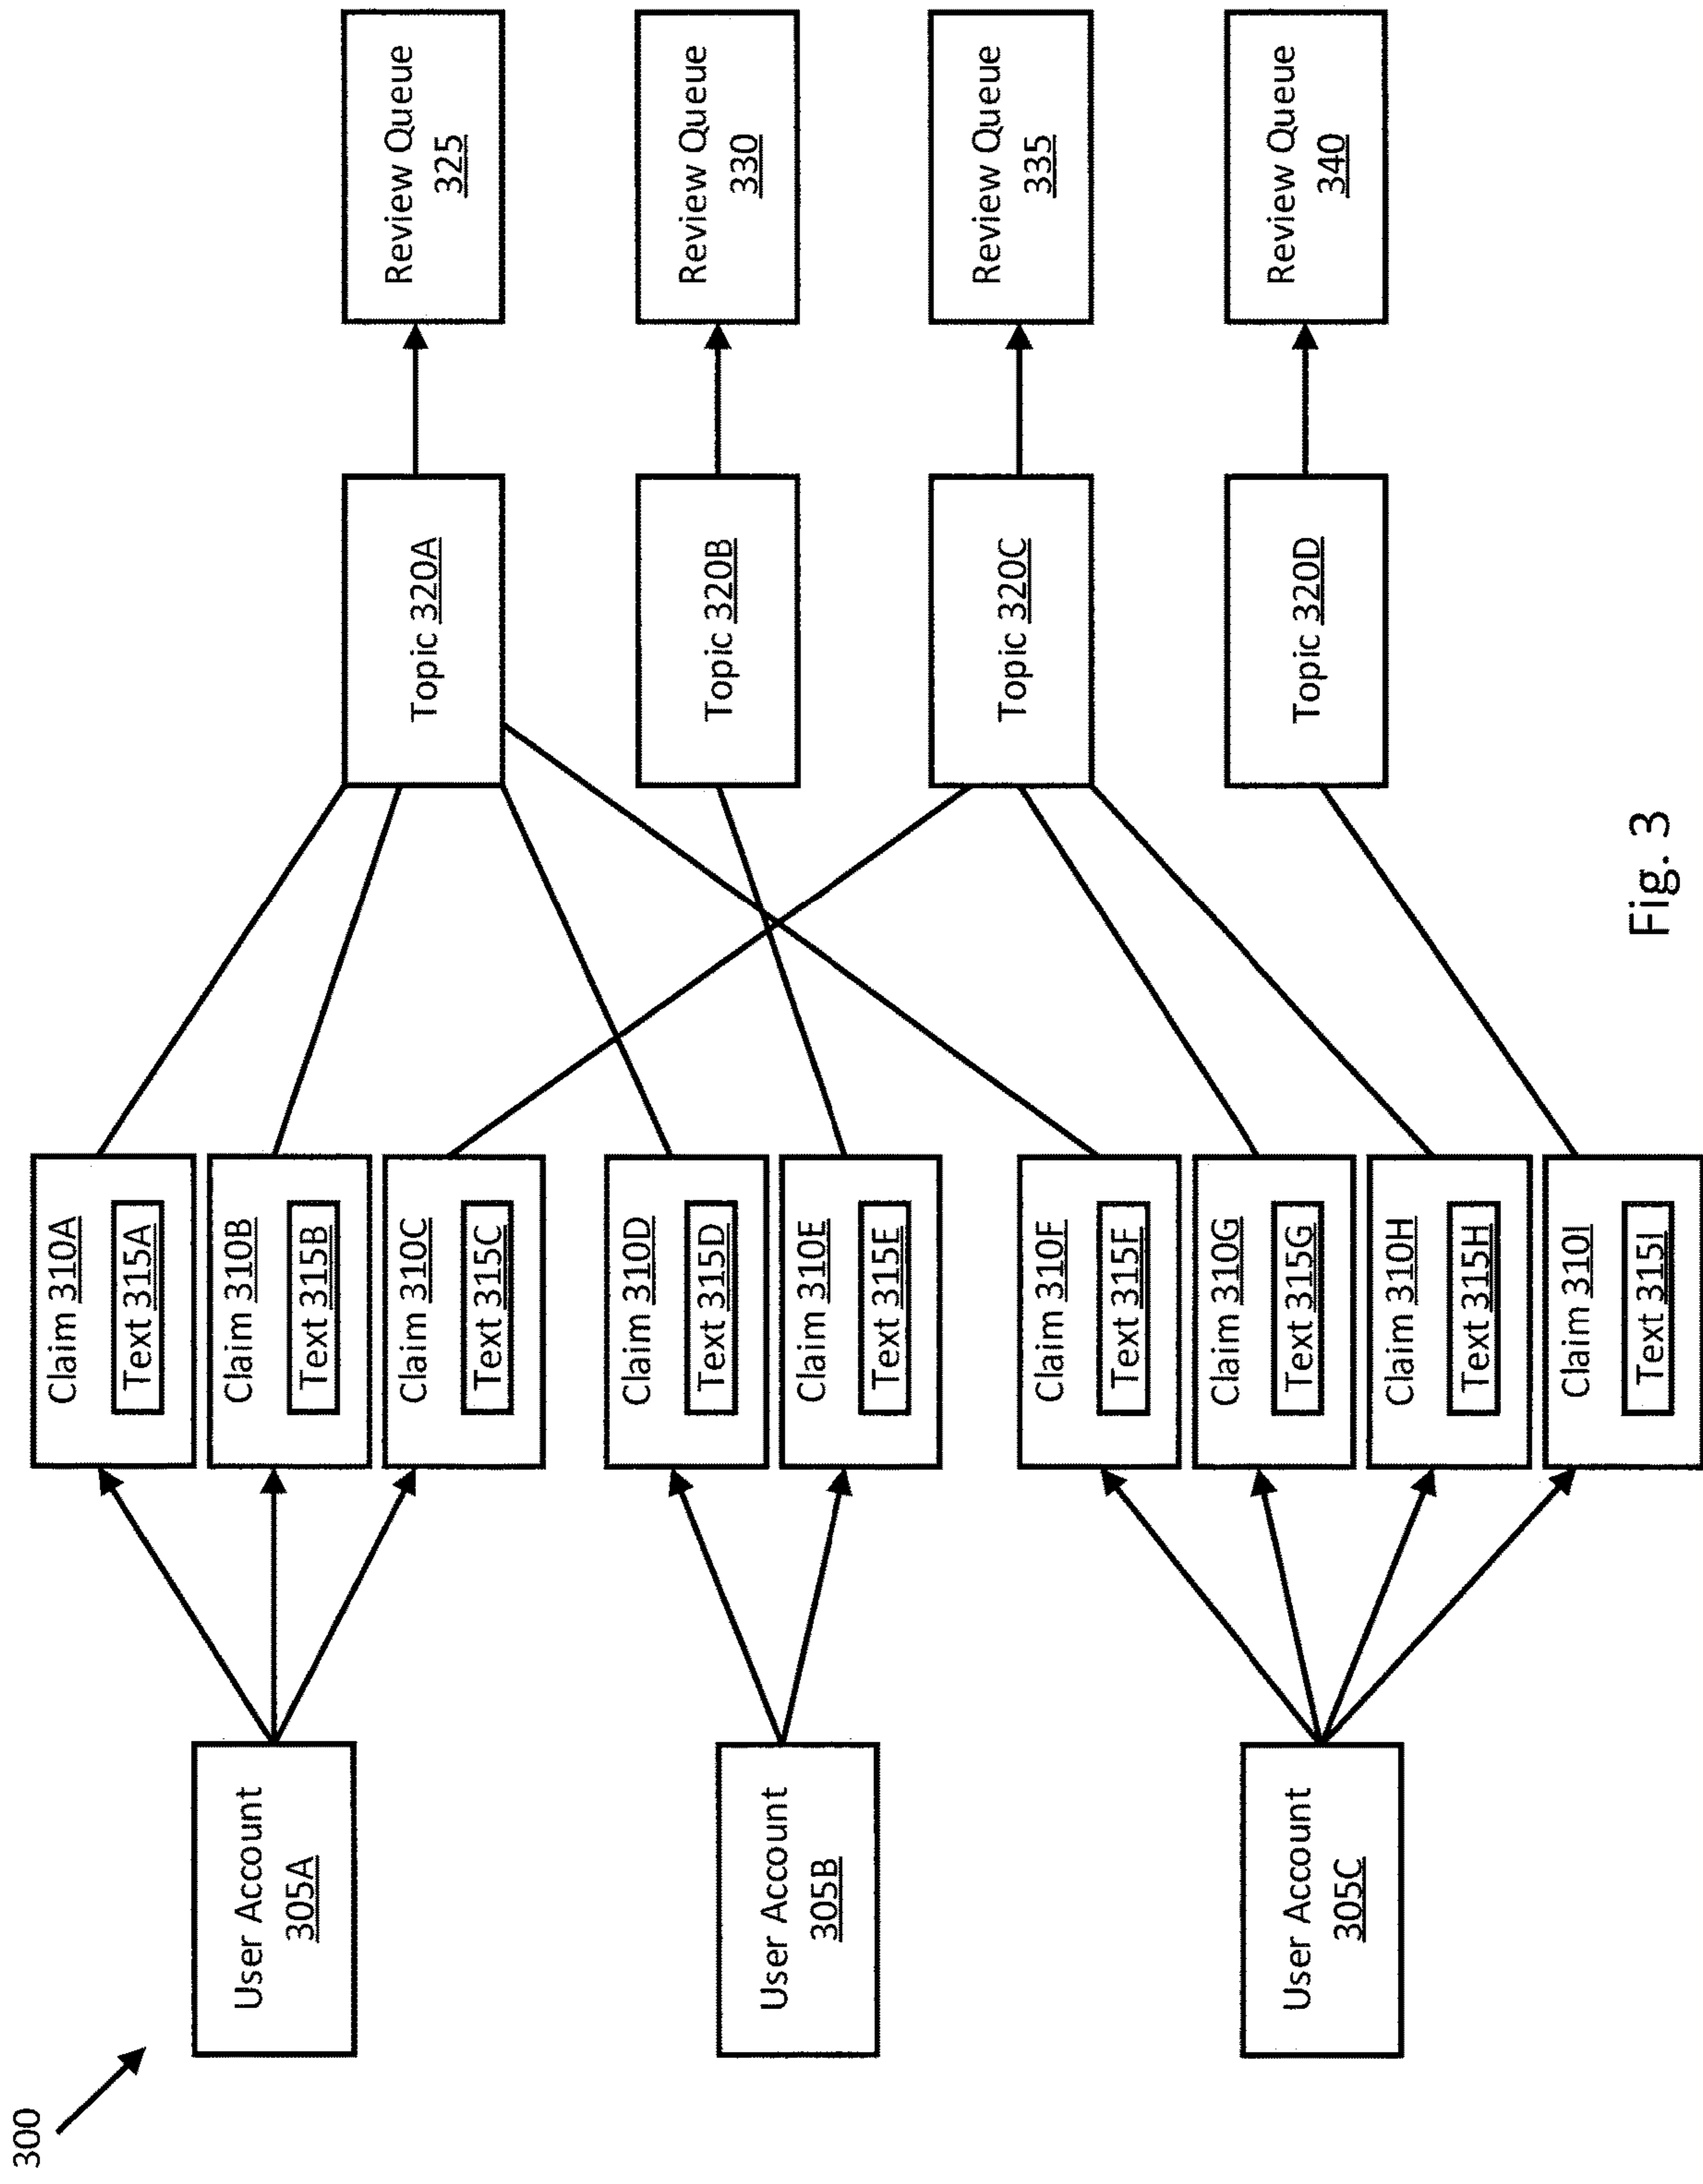 300
User Account
305A
User Account
305B
User Account
305C
Claim 310A
Text 315A
Claim 310B
Text 315B
Claim 310C
Text 315C
Claim 310D
Text 315D
Claim 310E
Text 315E
Claim 310F
Text 315F
Claim 310G
Text 315G
Claim 310H
Text 315H
Claim 310I
Text 315I
Topic 320A
Topic 320B
Topic 320C
Topic 320D
Review Queue
325
Review Queue
330
Review Queue
335
Review Queue
340
Fig. 3